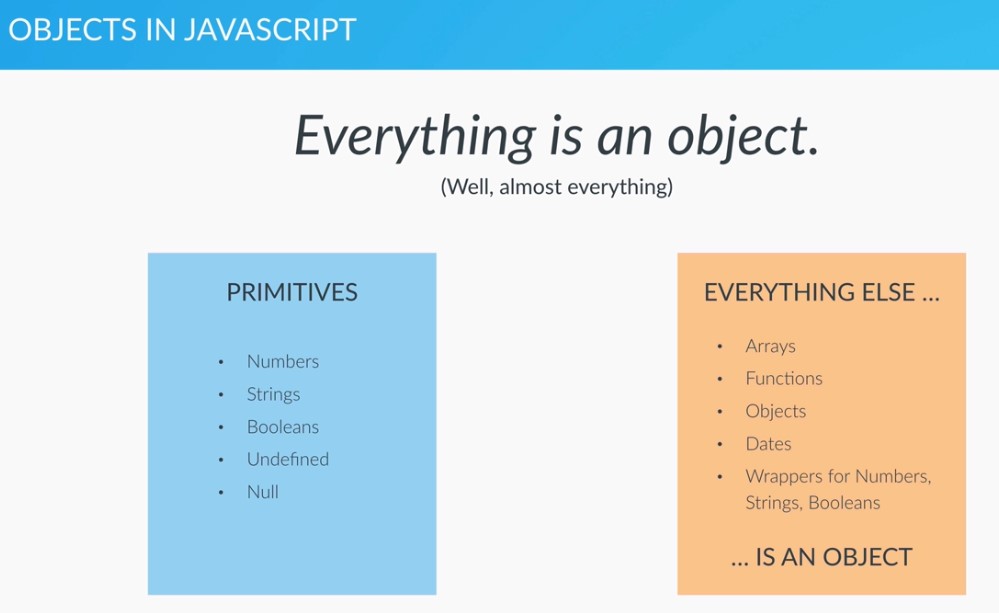 OBJECTS IN JAVASCRIPT
Everything is an object.
(Well, almost everything)
PRIMITIVES
• Numbers
• Strings
• Booleans
• Undefined
• Null
EVERYTHING ELSE ...
• Arrays
• Functions
• Objects
• Dates
• Wrappers for Numbers,
Strings, Booleans
... IS AN OBJECT